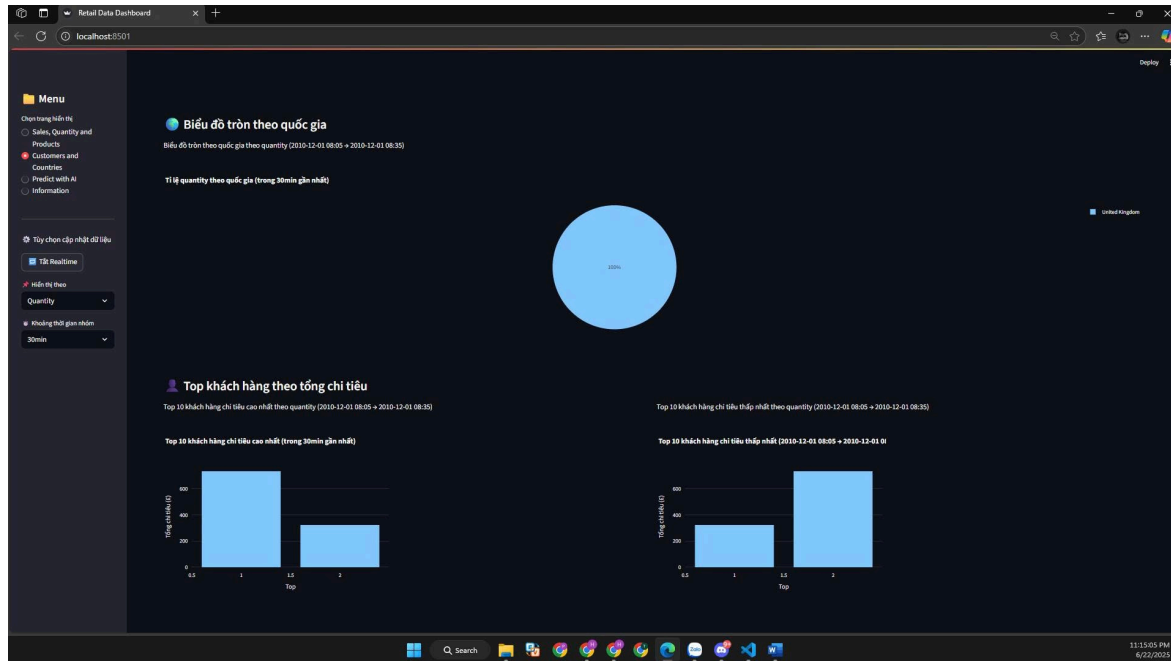 Retail Data Dashboard
localhost:8501
Deploy
Menu
Chọn trang hiển thị
Sales, Quantity and
Products
Customers and
Countries
Predict with AI
Information
Tùy chọn cập nhật dữ liệu
Tắt Realtime
Hiển thị theo
Quantity
Khoảng thời gian nhóm
30min
Biểu đồ tròn theo quốc gia
Biểu đồ tròn theo quốc gia theo quantity (2010-12-01 08:05 → 2010-12-01 08:35)
Tỉ lệ quantity theo quốc gia (trong 30min gần nhất)
United Kingdom
100%
Top khách hàng theo tổng chi tiêu
Top 10 khách hàng chi tiêu cao nhất theo quantity (2010-12-01 08:05 → 2010-12-01 08:35)
Top 10 khách hàng chi tiêu cao nhất (trong 30min gần nhất)
Tổng chi tiêu (£)
600
400
200
0
0.5 1 1.5 2
Top
Top 10 khách hàng chi tiêu thấp nhất theo quantity (2010-12-01 08:05 → 2010-12-01 08:35)
Top 10 khách hàng chi tiêu thấp nhất (2010-12-01 08:05 → 2010-12-01 0
Tổng chi tiêu (£)
600
400
200
0
0.5 1 1.5 2
Top
Search
Zalo
11:15:05 PM
6/22/2025